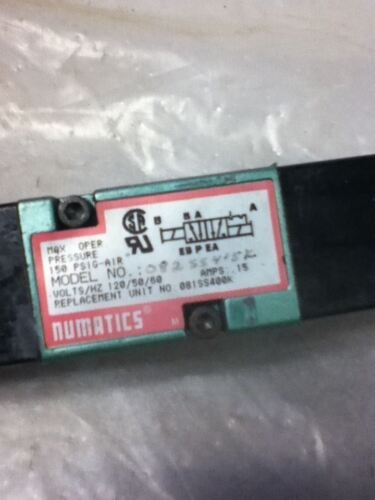 MAX OPER
PRESSURE
150 PSIG-AIR
B B A A
EB P EA
MODEL NO.: 082SS415K
VOLTS/HZ 120/50/60 AMPS .15
REPLACEMENT UNIT NO 081SS400K
NUMATICS®
M